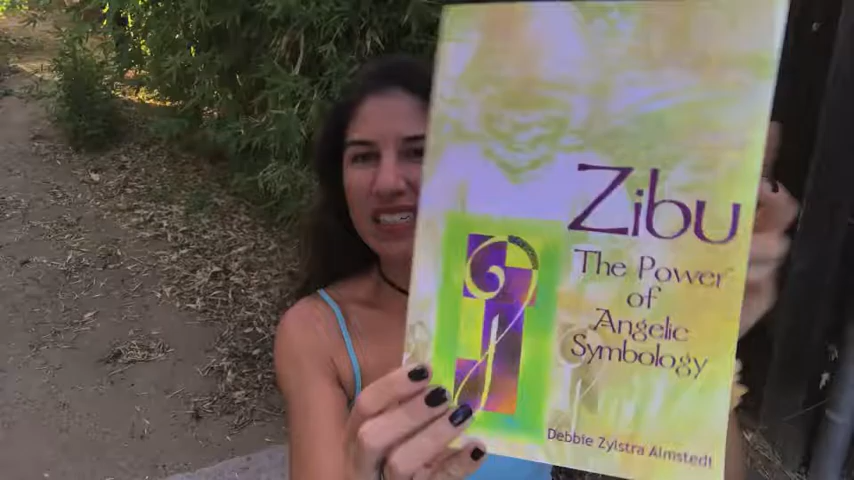 Zibu
The Power
of
Angelic
Symbology
Debbie Zylstra Almstedt